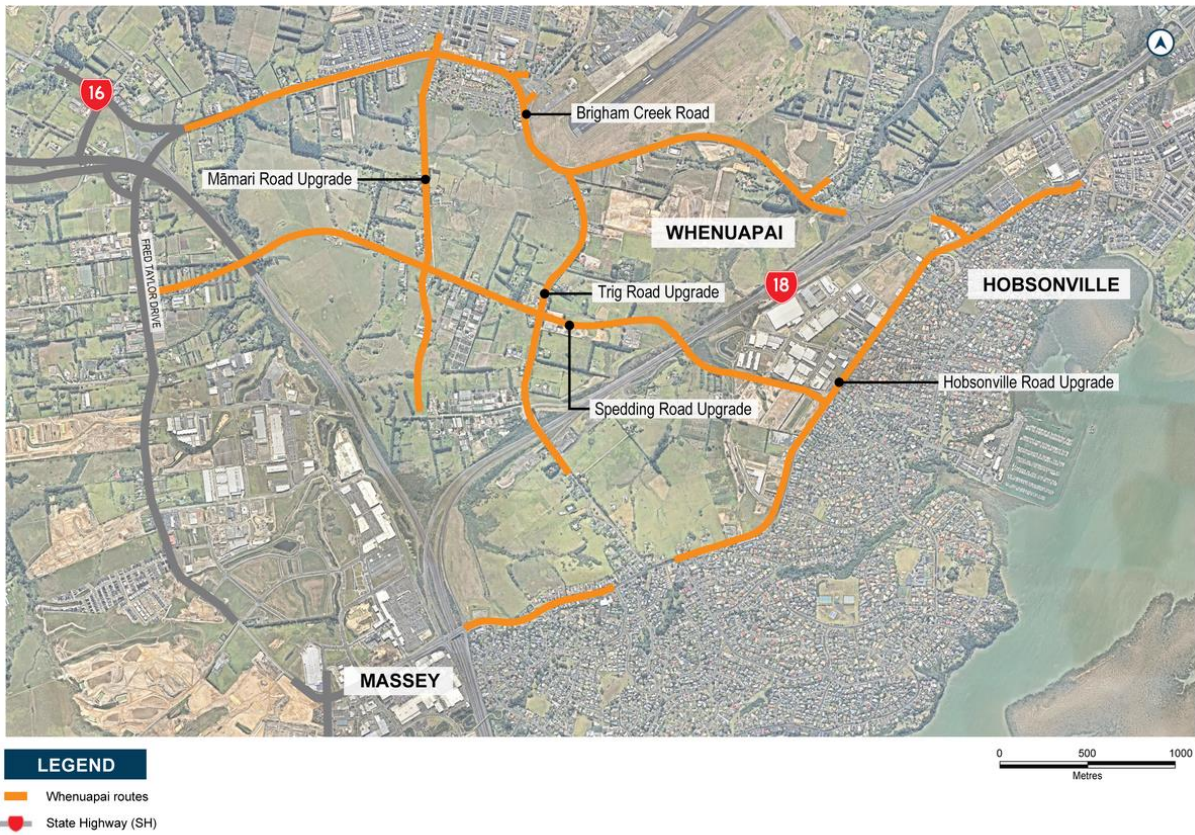 16
Brigham Creek Road
Māmari Road Upgrade
WHENUAPAI
FRED TAYLOR DRIVE
Trig Road Upgrade
18
HOBSONVILLE
Hobsonville Road Upgrade
Spedding Road Upgrade
MASSEY
LEGEND
Whenuapai routes
State Highway (SH)
0 500 1000
Metres